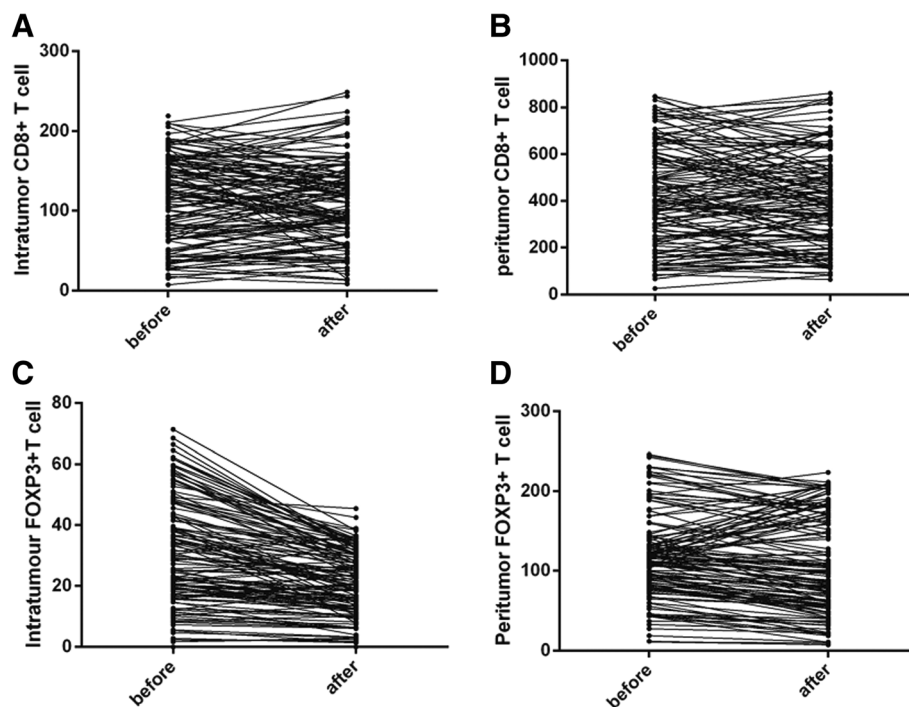 A
Intratumor CD8+ T cell
300
200
100
0
before
after
B
peritumor CD8+ T cell
1000
800
600
400
200
0
before
after
C
Intratumour FOXP3+T cell
80
60
40
20
0
before
after
D
Peritumor FOXP3+ T cell
300
200
100
0
before
after